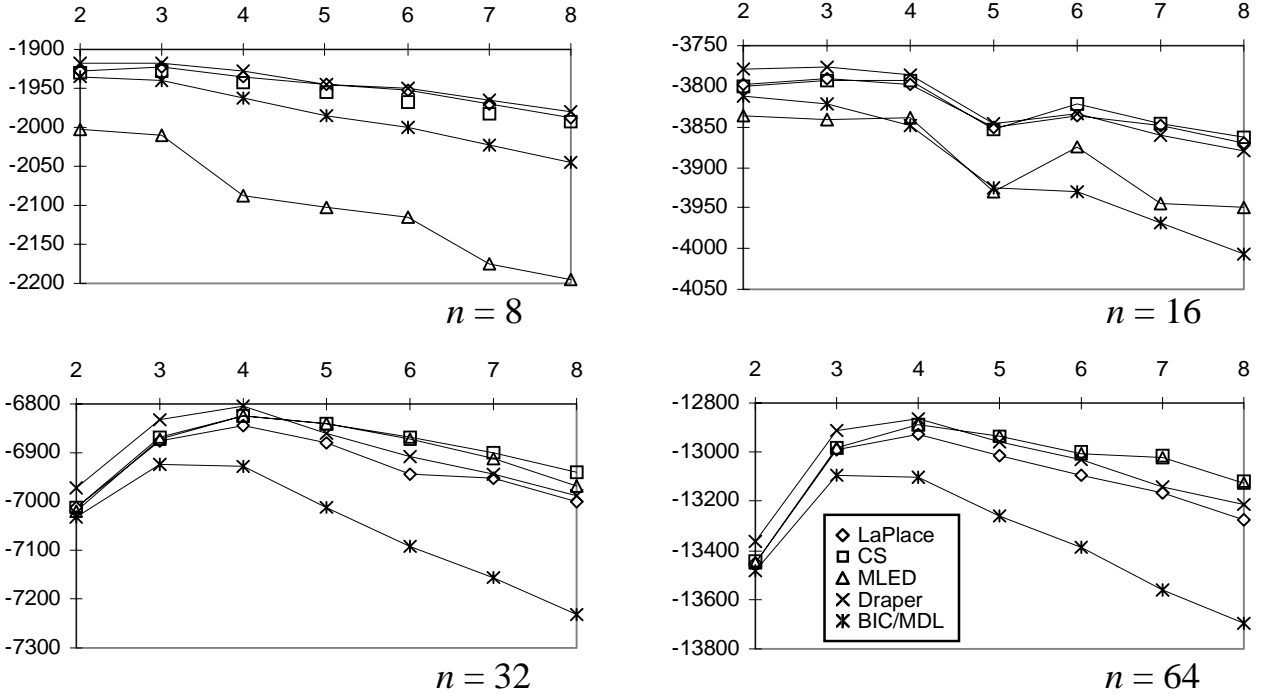 2 3 4 5 6 7 8
-1900
-1950
-2000
-2050
-2100
-2150
-2200
n = 8
2 3 4 5 6 7 8
-3750
-3800
-3850
-3900
-3950
-4000
-4050
n = 16
2 3 4 5 6 7 8
-6800
-6900
-7000
-7100
-7200
-7300
n = 32
2 3 4 5 6 7 8
-12800
-13000
-13200
-13400
-13600
-13800
LaPlace
CS
MLED
Draper
BIC/MDL
n = 64